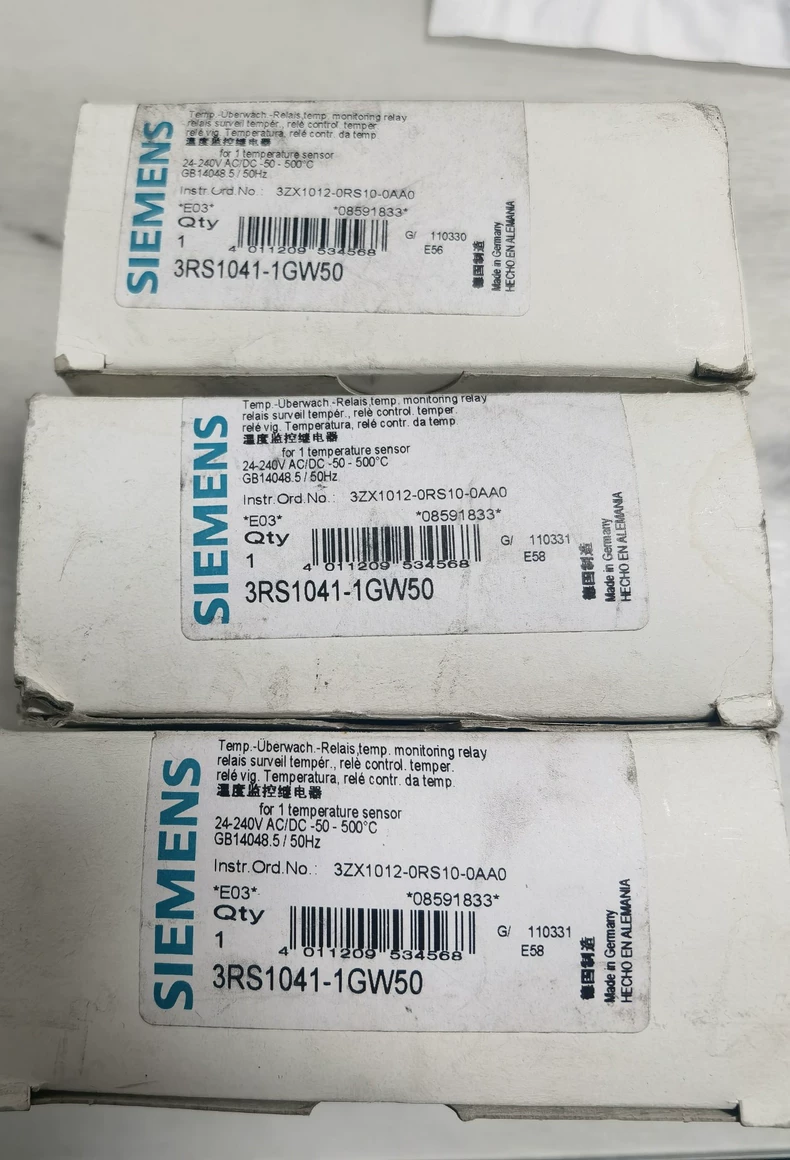 SIEMENS
Temp.-Überwach.-Relais,temp. monitoring relay
relais surveil tempér., relè control. temper.
relé vig. Temperatura, relé contr. da temp
温度监控继电器
for 1 temperature sensor
24-240V AC/DC -50 - 500°C
GB14048.5 / 50Hz
Instr.Ord.No.: 3ZX1012-0RS10-0AA0
*E03* *08591833*
Qty
1
4 011209 534568
G/ 110330
E56
3RS1041-1GW50
德国制造
Made in Germany
HECHO EN ALEMANIA
SIEMENS
Temp.-Überwach.-Relais,temp. monitoring relay
relais surveil tempér., relè control. temper.
relé vig. Temperatura, relé contr. da temp
温度监控继电器
for 1 temperature sensor
24-240V AC/DC -50 - 500°C
GB14048.5 / 50Hz
Instr.Ord.No.: 3ZX1012-0RS10-0AA0
*E03* *08591833*
Qty
1
4 011209 534568
G/ 110331
E58
3RS1041-1GW50
德国制造
Made in Germany
HECHO EN ALEMANIA
SIEMENS
Temp.-Überwach.-Relais,temp. monitoring relay
relais surveil tempér., relè control. temper.
relé vig. Temperatura, relé contr. da temp.
温度监控继电器
for 1 temperature sensor
24-240V AC/DC -50 - 500°C
GB14048.5 / 50Hz
Instr.Ord.No.: 3ZX1012-0RS10-0AA0
*E03* *08591833*
Qty
1
4 011209 534568
G/ 110331
E58
3RS1041-1GW50
德国制造
Made in Germany
HECHO EN ALEMANIA